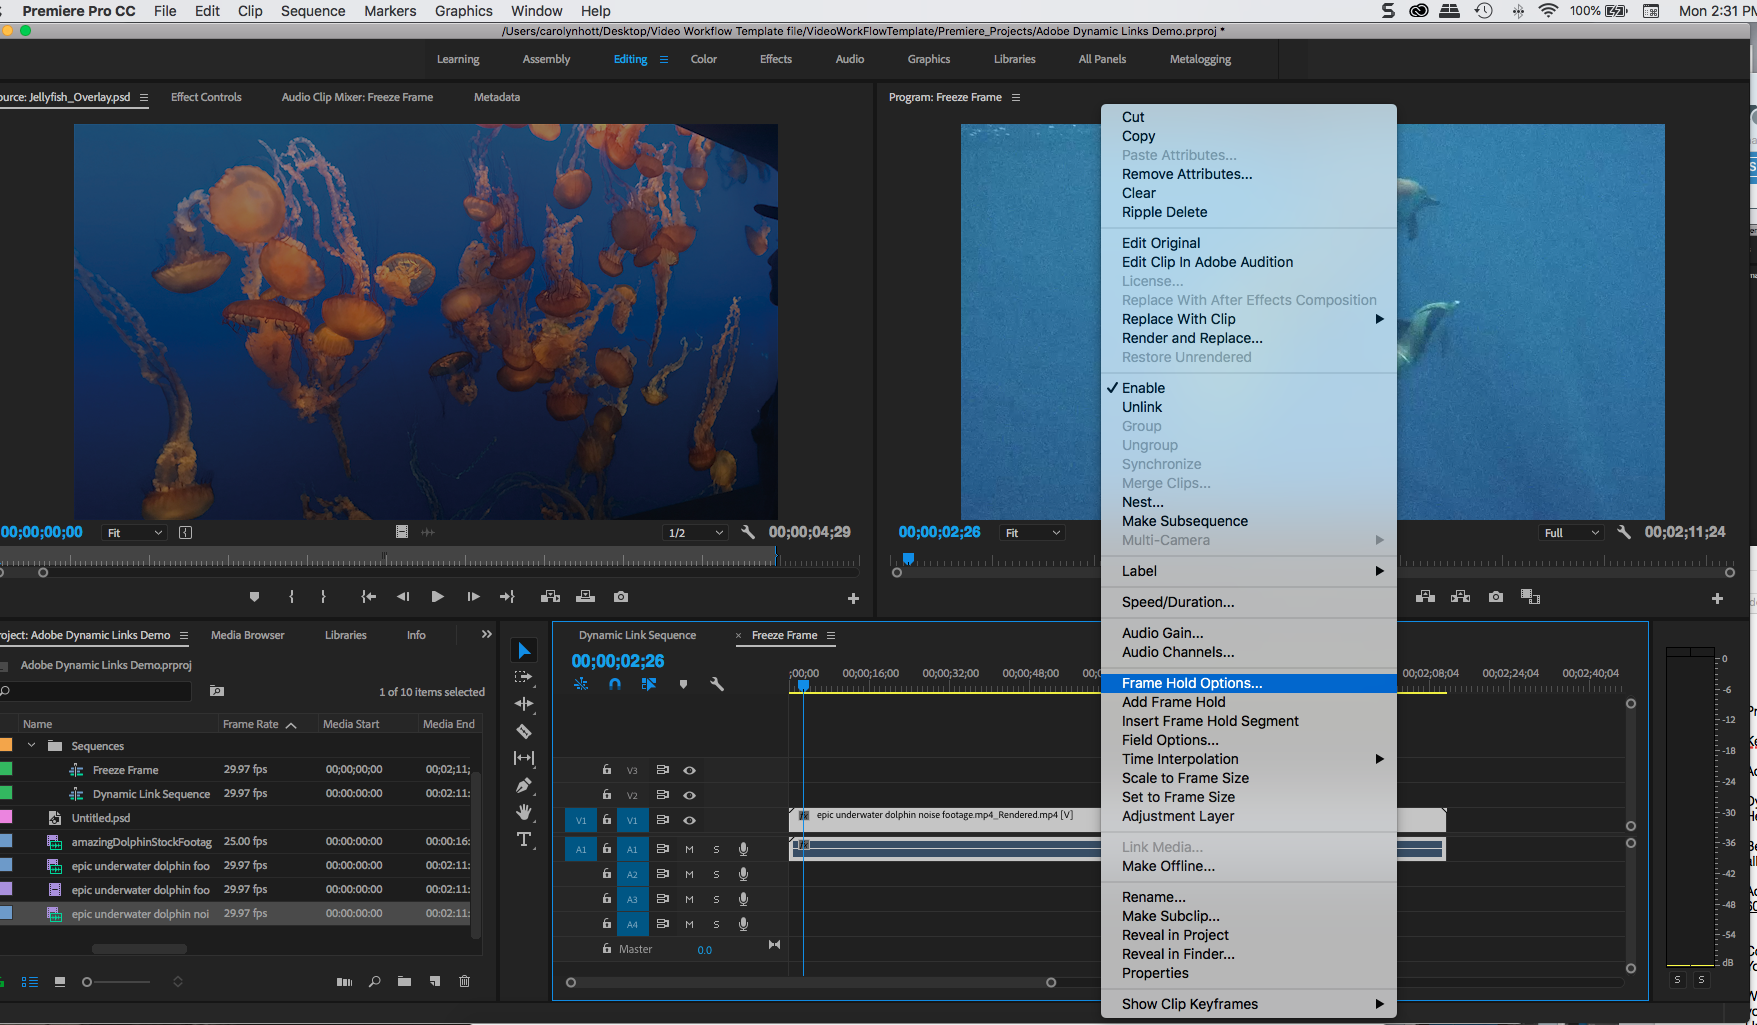 Premiere Pro CC File Edit Clip Sequence Markers Graphics Window Help 100% Mon 2:31 PM
/Users/carolynhott/Desktop/Video Workflow Template file/VideoWorkFlowTemplate/Premiere_Projects/Adobe Dynamic Links Demo.prproj *
Learning Assembly Editing Color Effects Audio Graphics Libraries All Panels Metalogging
ource: Jellyfish_Overlay.psd Effect Controls Audio Clip Mixer: Freeze Frame Metadata
Program: Freeze Frame
Cut
Copy
Paste Attributes...
Remove Attributes...
Clear
Ripple Delete
Edit Original
Edit Clip In Adobe Audition
License...
Replace With After Effects Composition
Replace With Clip
Render and Replace...
Restore Unrendered
Enable
Unlink
Group
Ungroup
Synchronize
Merge Clips...
Nest...
Make Subsequence
Multi-Camera
Label
Speed/Duration...
Audio Gain...
Audio Channels...
Frame Hold Options...
Add Frame Hold
Insert Frame Hold Segment
Field Options...
Time Interpolation
Scale to Frame Size
Set to Frame Size
Adjustment Layer
Link Media...
Make Offline...
Rename...
Make Subclip...
Reveal in Project
Reveal in Finder...
Properties
Show Clip Keyframes
00;00;00;00 Fit 1/2 00;00;04;29
00;00;02;26 Fit Full 00;02;11;24
roject: Adobe Dynamic Links Demo Media Browser Libraries Info
Adobe Dynamic Links Demo.prproj
1 of 10 items selected
Name Frame Rate Media Start Media End
Sequences
Freeze Frame 29.97 fps 00;00;00;00 00;02;11;
Dynamic Link Sequence 29.97 fps 00:00:00:00 00:02:11:
Untitled.psd
amazingDolphinStockFootag 25.00 fps 00:00:00:00 00:00:16:
epic underwater dolphin foo 29.97 fps 00:00:00:00 00:02:11:
epic underwater dolphin foo 29.97 fps 00:00:00:00 00:02:11:
epic underwater dolphin noi 29.97 fps 00:00:00:00 00:02:11:
Dynamic Link Sequence × Freeze Frame
00;00;02;26
;00;00 00;00;16;00 00;00;32;00 00;00;48;00 00; 00;02;08;04 00;02;24;04 00;02;40;04
V3
V2
V1 V1 epic underwater dolphin noise footage.mp4_Rendered.mp4 [V]
A1 A1 M S
A2 M S
A3 M S
A4 M S
Master 0.0
0
-6
-12
-18
-24
-30
-36
-42
-48
-54
dB
S S